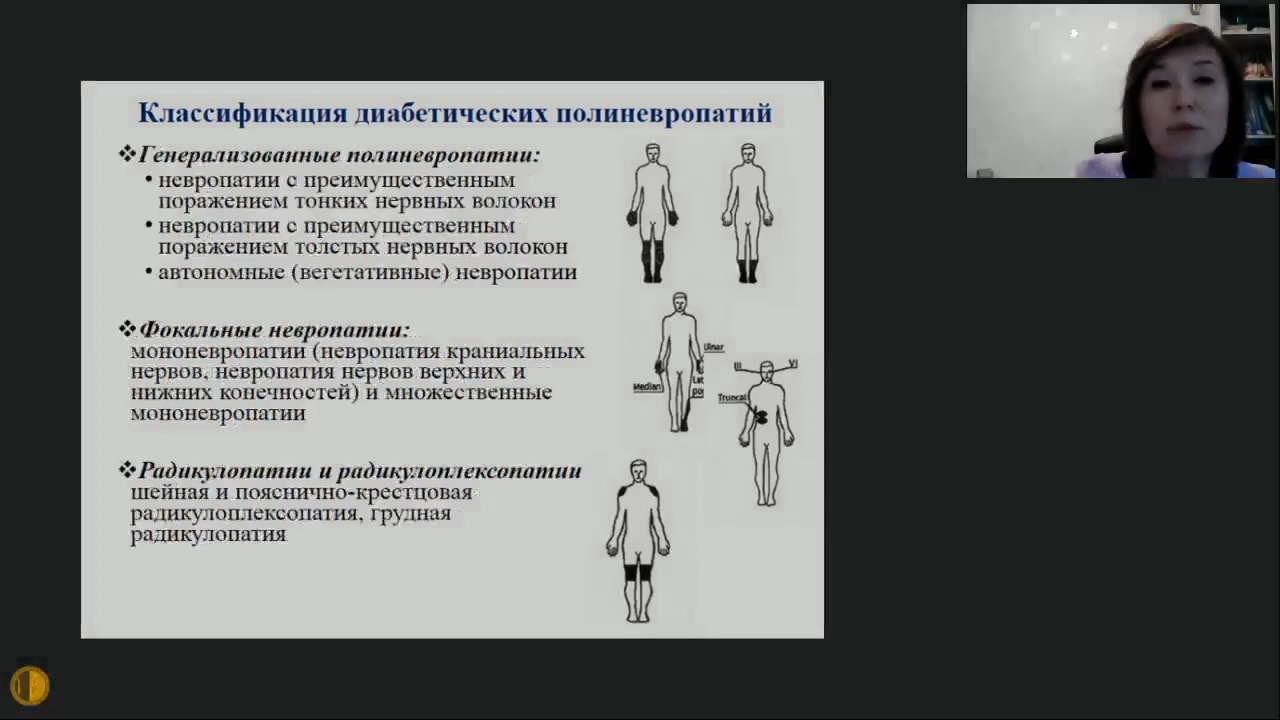 Классификация диабетических полиневропатий
❖Генерализованные полиневропатии:
• невропатии с преимущественным
поражением тонких нервных волокон
• невропатии с преимущественным
поражением толстых нервных волокон
• автономные (вегетативные) невропатии
❖Фокальные невропатии:
мононевропатии (невропатия краниальных
нервов, невропатия нервов верхних и
нижних конечностей) и множественные
мононевропатии
❖Радикулопатии и радикулоплексопатии
шейная и пояснично-крестцовая
радикулоплексопатия, грудная
радикулопатия
Ulnar
Median
Lat
po
III
VI
Truncal